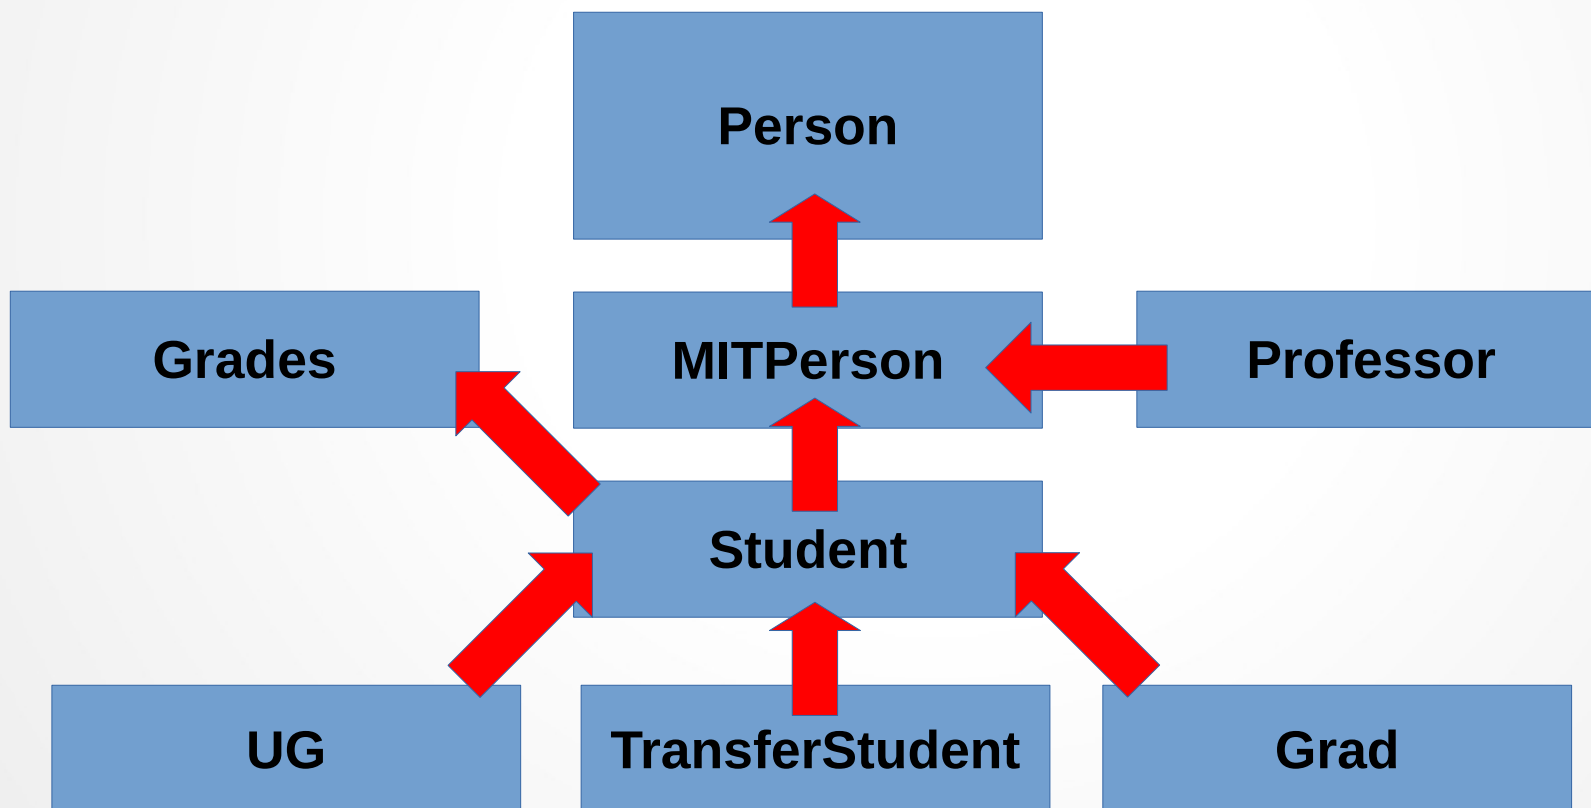 Person
Grades
MITPerson
Professor
Student
UG
TransferStudent
Grad